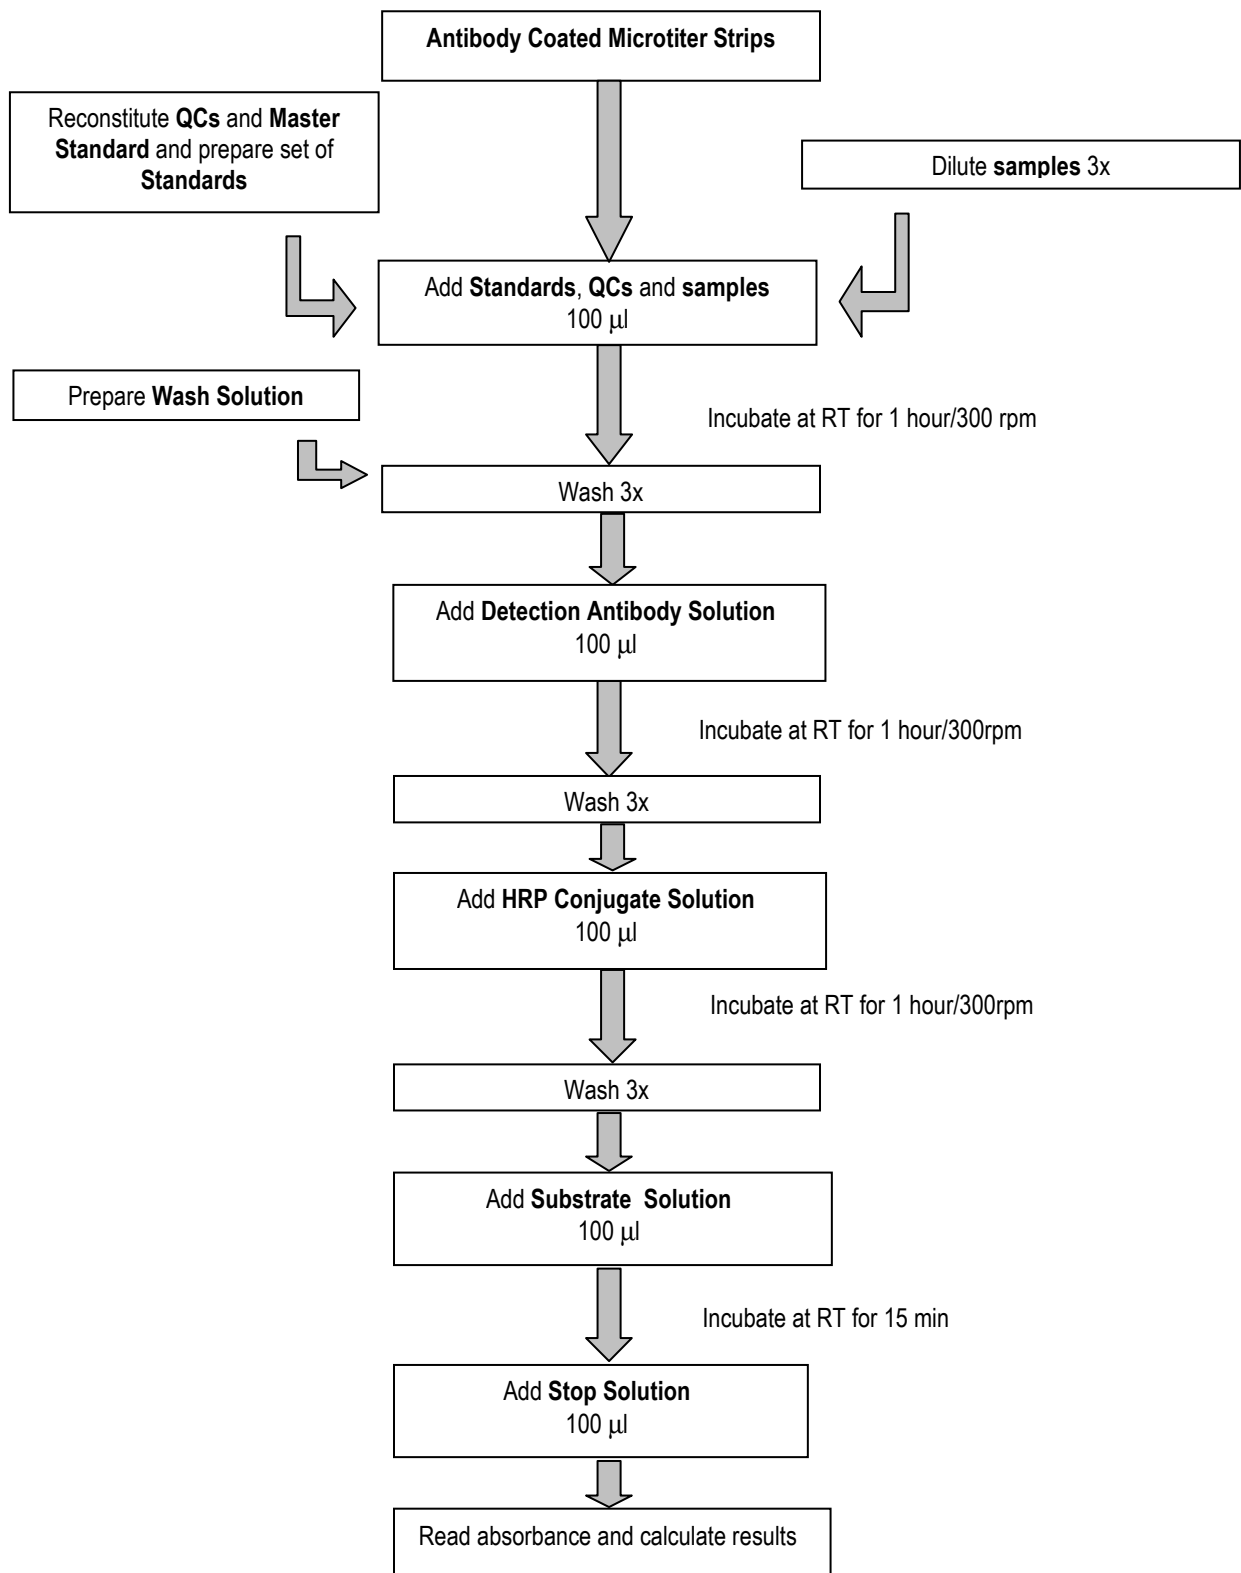 Antibody Coated Microtiter Strips
Reconstitute QCs and Master
Standard and prepare set of
Standards
Dilute samples 3x
Add Standards, QCs and samples
100 µl
Prepare Wash Solution
Incubate at RT for 1 hour/300 rpm
Wash 3x
Add Detection Antibody Solution
100 µl
Incubate at RT for 1 hour/300rpm
Wash 3x
Add HRP Conjugate Solution
100 µl
Incubate at RT for 1 hour/300rpm
Wash 3x
Add Substrate Solution
100 µl
Incubate at RT for 15 min
Add Stop Solution
100 µl
Read absorbance and calculate results